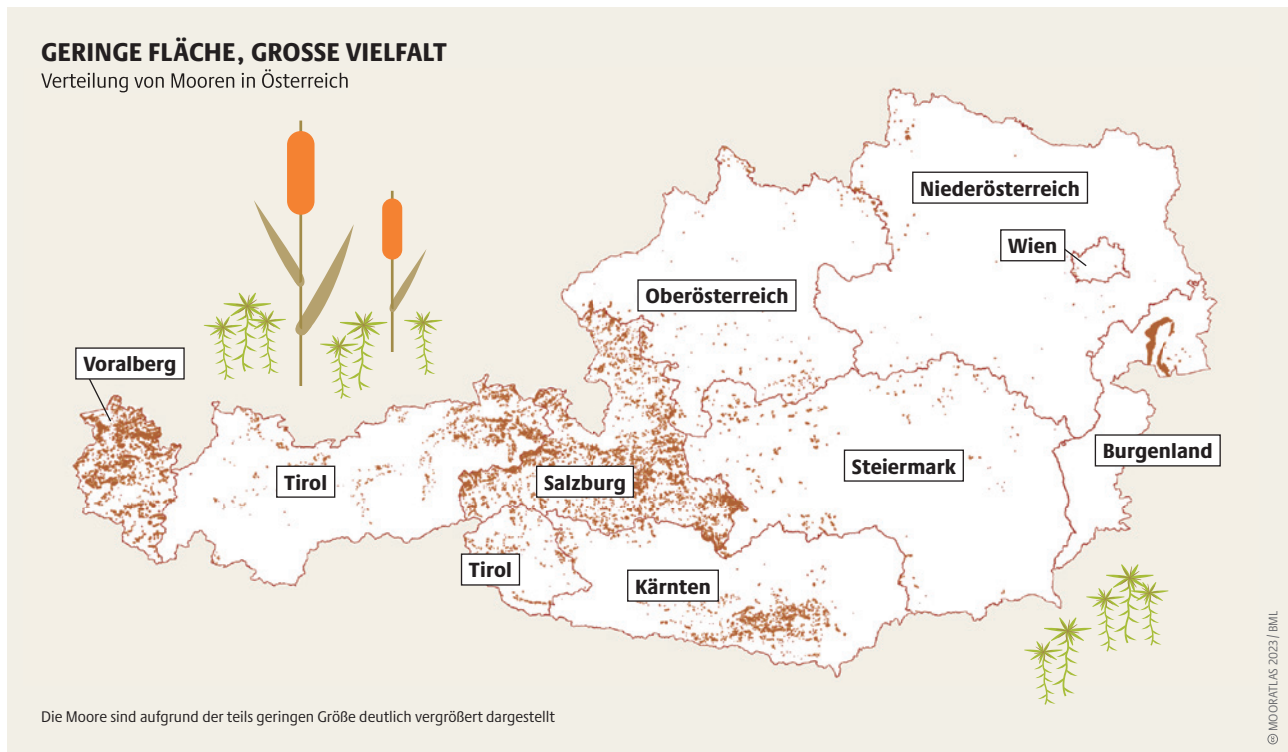 GERINGE FLÄCHE, GROSSE VIELFALT
Verteilung von Mooren in Österreich
Niederösterreich
Wien
Oberösterreich
Voralberg
Burgenland
Steiermark
Tirol
Salzburg
Tirol
Kärnten
Die Moore sind aufgrund der teils geringen Größe deutlich vergrößert dargestellt
© MOORATLAS 2023 / BML